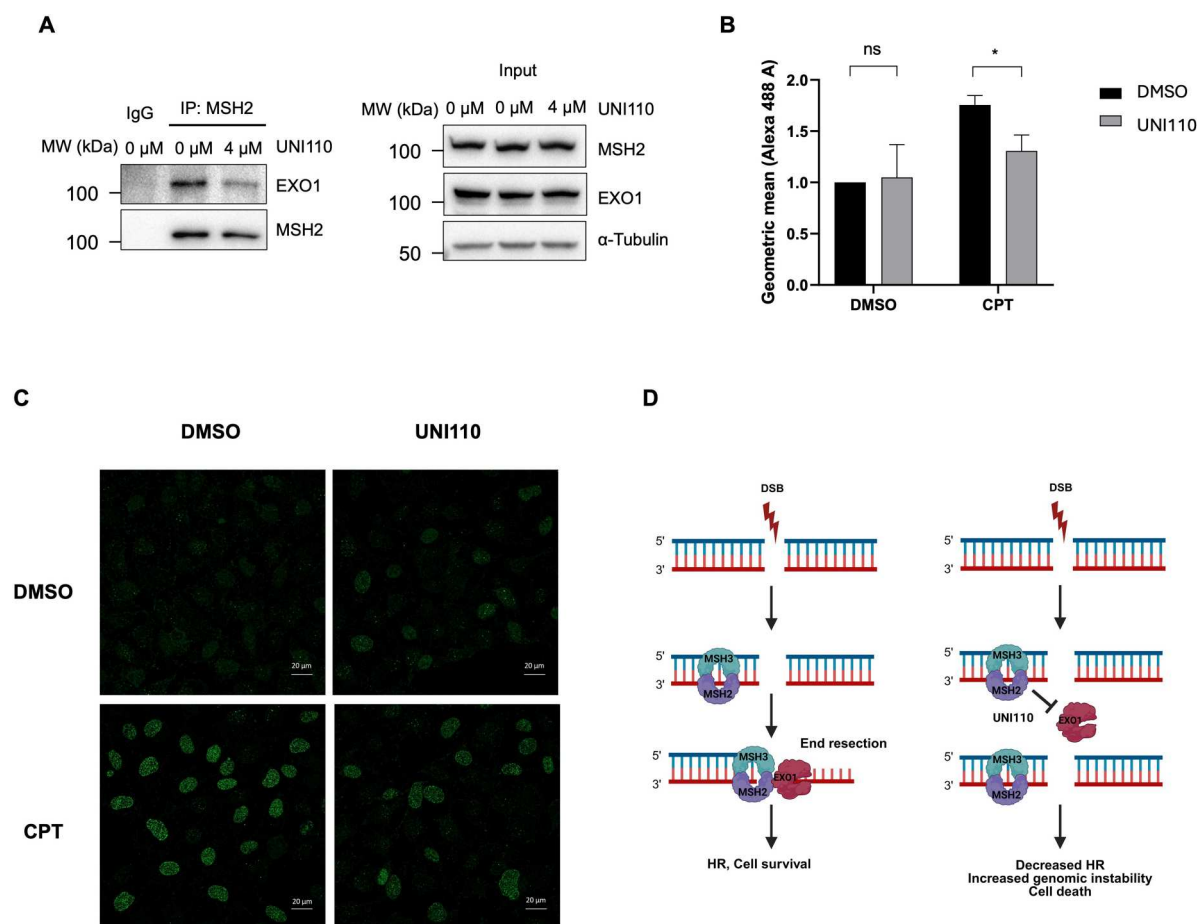 A
IgG
IP: MSH2
MW (kDa) 0 μM 0 μM 4 μM UNI110
100 EXO1
100 MSH2
Input
MW (kDa) 0 μM 0 μM 4 μM UNI110
100 MSH2
100 EXO1
50 α-Tubulin
B
ns
*
DMSO
UNI110
Geometric mean (Alexa 488 A)
2.0
1.5
1.0
0.5
0.0
DMSO CPT
C
DMSO UNI110
DMSO
20 μm
20 μm
CPT
20 μm
20 μm
D
DSB
5'
3'
5'
3'
MSH3
MSH2
End resection
5'
3'
MSH3
MSH2
EXO1
HR, Cell survival
DSB
5'
3'
5'
3'
MSH3
MSH2
UNI110
EXO1
5'
3'
MSH3
MSH2
Decreased HR
Increased genomic instability
Cell death